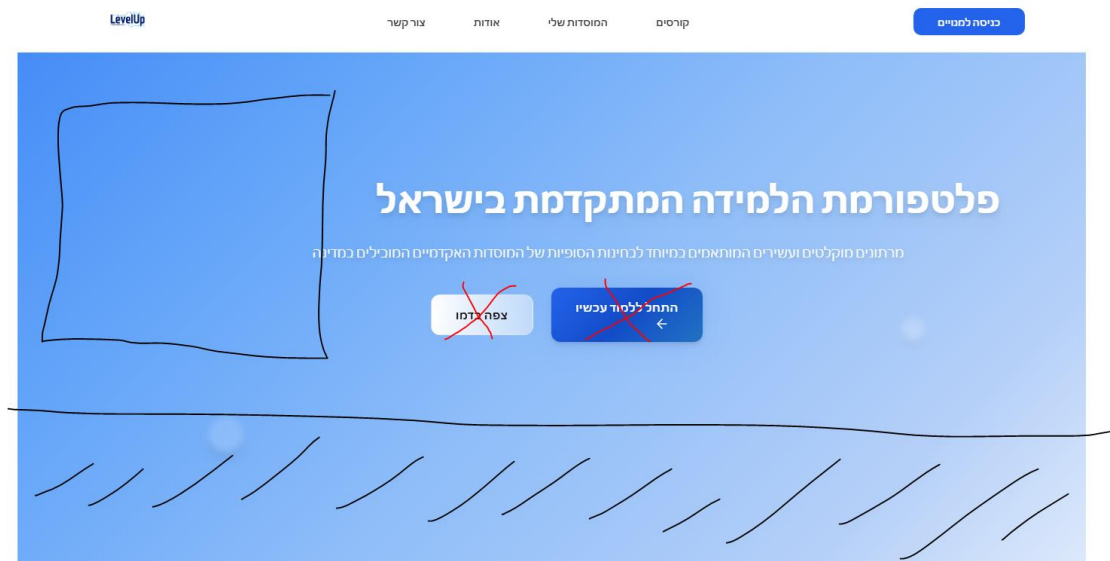 כניסה למנויים
קורסים
המוסדות שלי
אודות
צור קשר
LevelUp
פלטפורמת הלמידה המתקדמת בישראל
מרתונים מוקלטים ועשירים המותאמים במיוחד לבחינות הסופיות של המוסדות האקדמיים המובילים במדינה
התחל ללמוד עכשיו
←
צפה בדמו